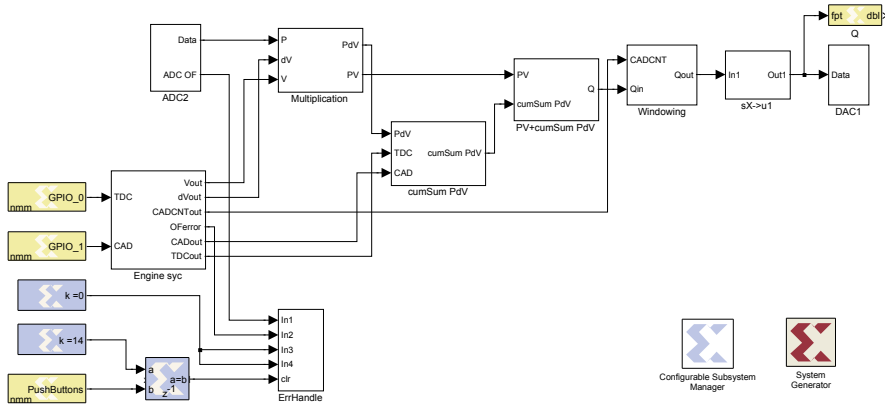 Data
ADC OF
ADC2
P
dV
V
PdV
PV
Multiplication
PdV
TDC
CAD
cumSum PdV
cumSum PdV
PV
cumSum PdV
Q
PV+cumSum PdV
CADCNT
Qin
Qout
Windowing
In1
Out1
sX->u1
fpt
dbl
Q
Data
DAC1
GPIO_0
nmm
GPIO_1
nmm
TDC
CAD
Vout
dVout
CADCNTout
OFerror
CADout
TDCout
Engine syc
k =0
k =14
PushButtons
nmm
a
b
a=b
z-1
In1
In2
In3
In4
clr
ErrHandle
Configurable Subsystem
Manager
System
Generator